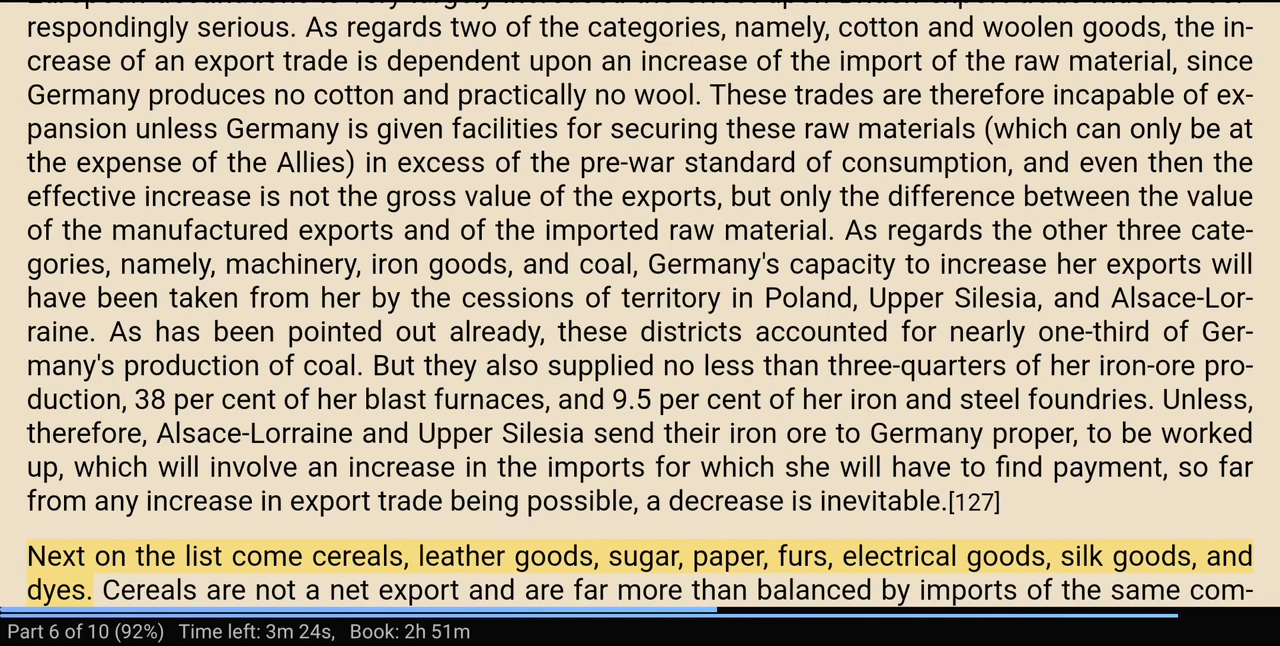 respondingly serious. As regards two of the categories, namely, cotton and woolen goods, the in-
crease of an export trade is dependent upon an increase of the import of the raw material, since
Germany produces no cotton and practically no wool. These trades are therefore incapable of ex-
pansion unless Germany is given facilities for securing these raw materials (which can only be at
the expense of the Allies) in excess of the pre-war standard of consumption, and even then the
effective increase is not the gross value of the exports, but only the difference between the value
of the manufactured exports and of the imported raw material. As regards the other three cate-
gories, namely, machinery, iron goods, and coal, Germany's capacity to increase her exports will
have been taken from her by the cessions of territory in Poland, Upper Silesia, and Alsace-Lor-
raine. As has been pointed out already, these districts accounted for nearly one-third of Ger-
many's production of coal. But they also supplied no less than three-quarters of her iron-ore pro-
duction, 38 per cent of her blast furnaces, and 9.5 per cent of her iron and steel foundries. Unless,
therefore, Alsace-Lorraine and Upper Silesia send their iron ore to Germany proper, to be worked
up, which will involve an increase in the imports for which she will have to find payment, so far
from any increase in export trade being possible, a decrease is inevitable.[127]
Next on the list come cereals, leather goods, sugar, paper, furs, electrical goods, silk goods, and
dyes. Cereals are not a net export and are far more than balanced by imports of the same com-
Part 6 of 10 (92%) Time left: 3m 24s, Book: 2h 51m